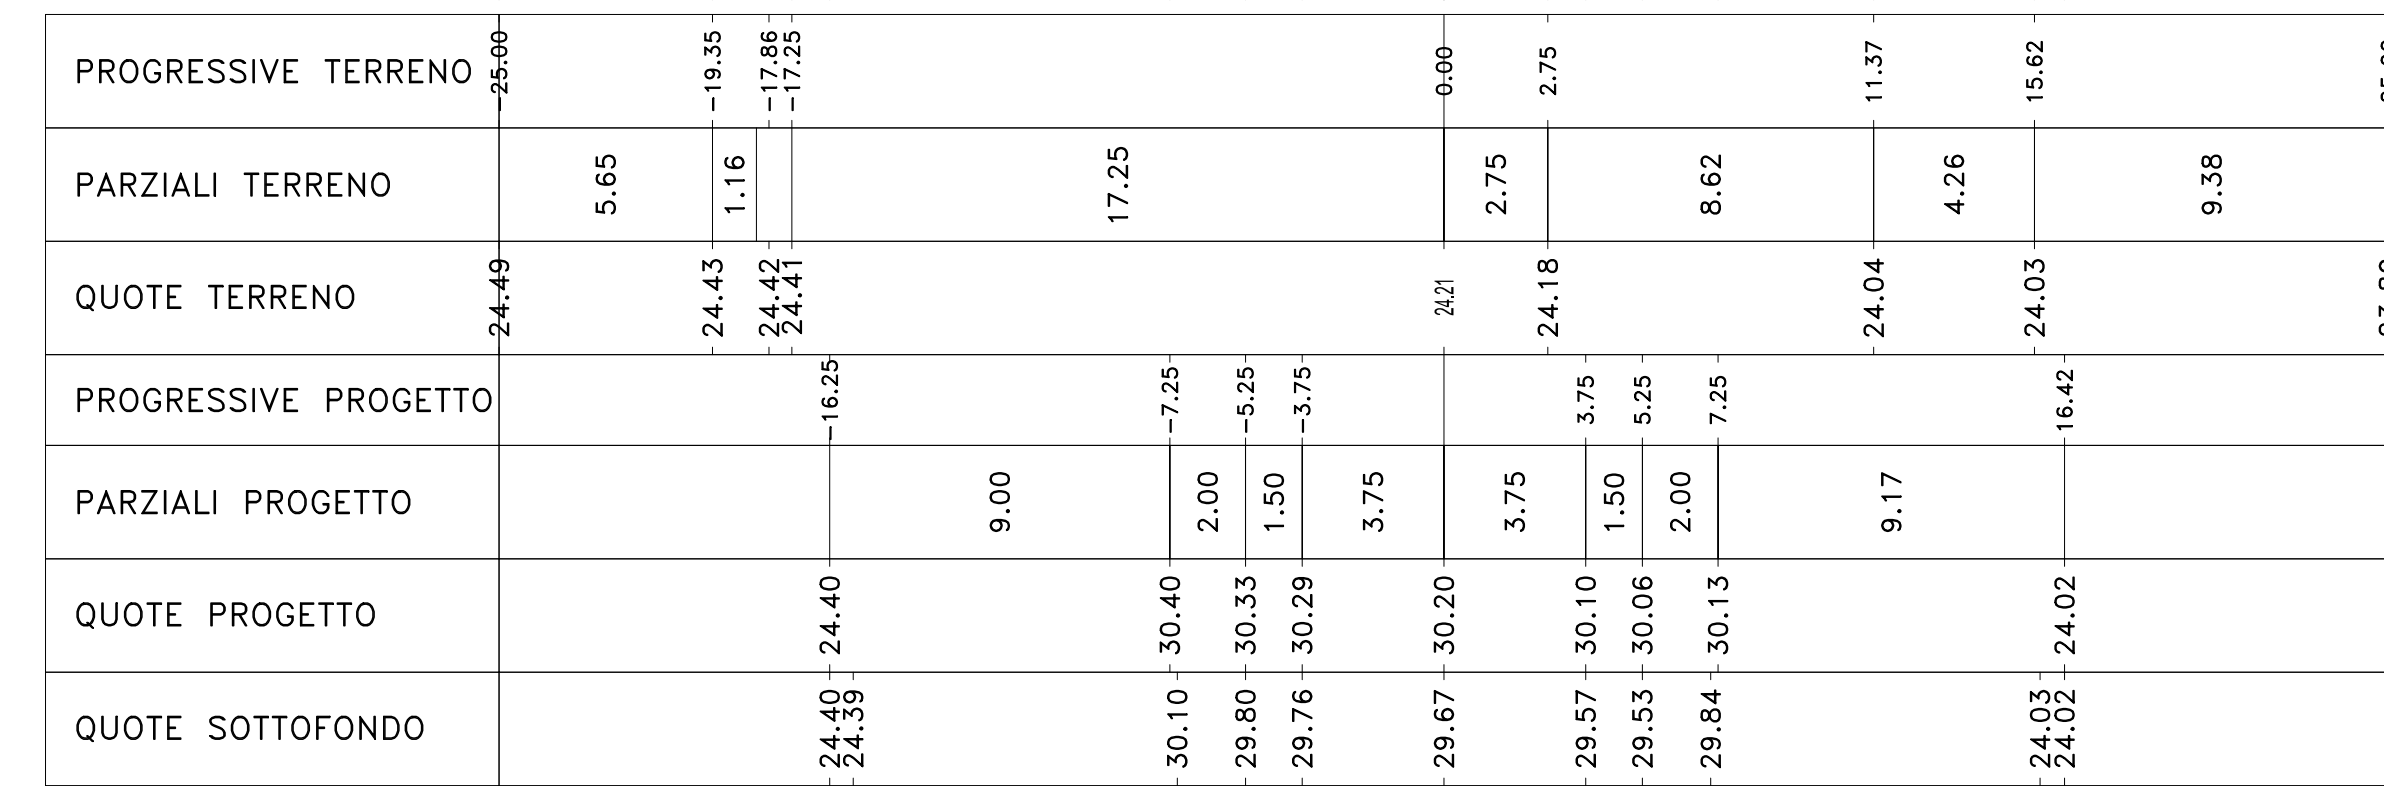 PROGRESSIVE TERRENO -25.00 -19.35 -17.86 -17.25 0.00 2.75 11.37 15.62
PARZIALI TERRENO 5.65 1.16 17.25 2.75 8.62 4.26 9.38
QUOTE TERRENO 24.49 24.43 24.42 24.41 24.21 24.18 24.04 24.03
PROGRESSIVE PROGETTO -16.25 -7.25 -5.25 -3.75 3.75 5.25 7.25 16.42
PARZIALI PROGETTO 9.00 2.00 1.50 3.75 3.75 1.50 2.00 9.17
QUOTE PROGETTO 24.40 30.40 30.33 30.29 30.20 30.10 30.06 30.13 24.02
QUOTE SOTTOFONDO 24.40 24.39 30.10 29.80 29.76 29.67 29.57 29.53 29.84 24.03 24.02